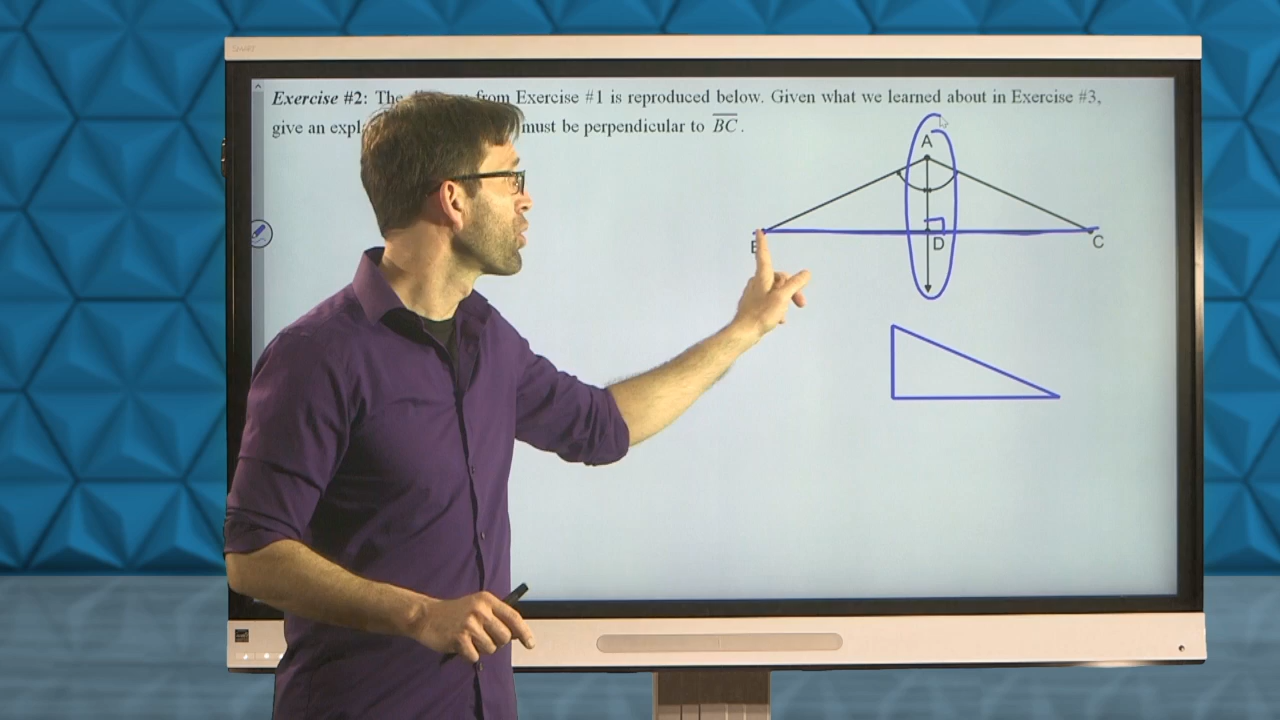 Exercise #2: The from Exercise #1 is reproduced below. Given what we learned about in Exercise #3,
give an must be perpendicular to BC.
A
D
C